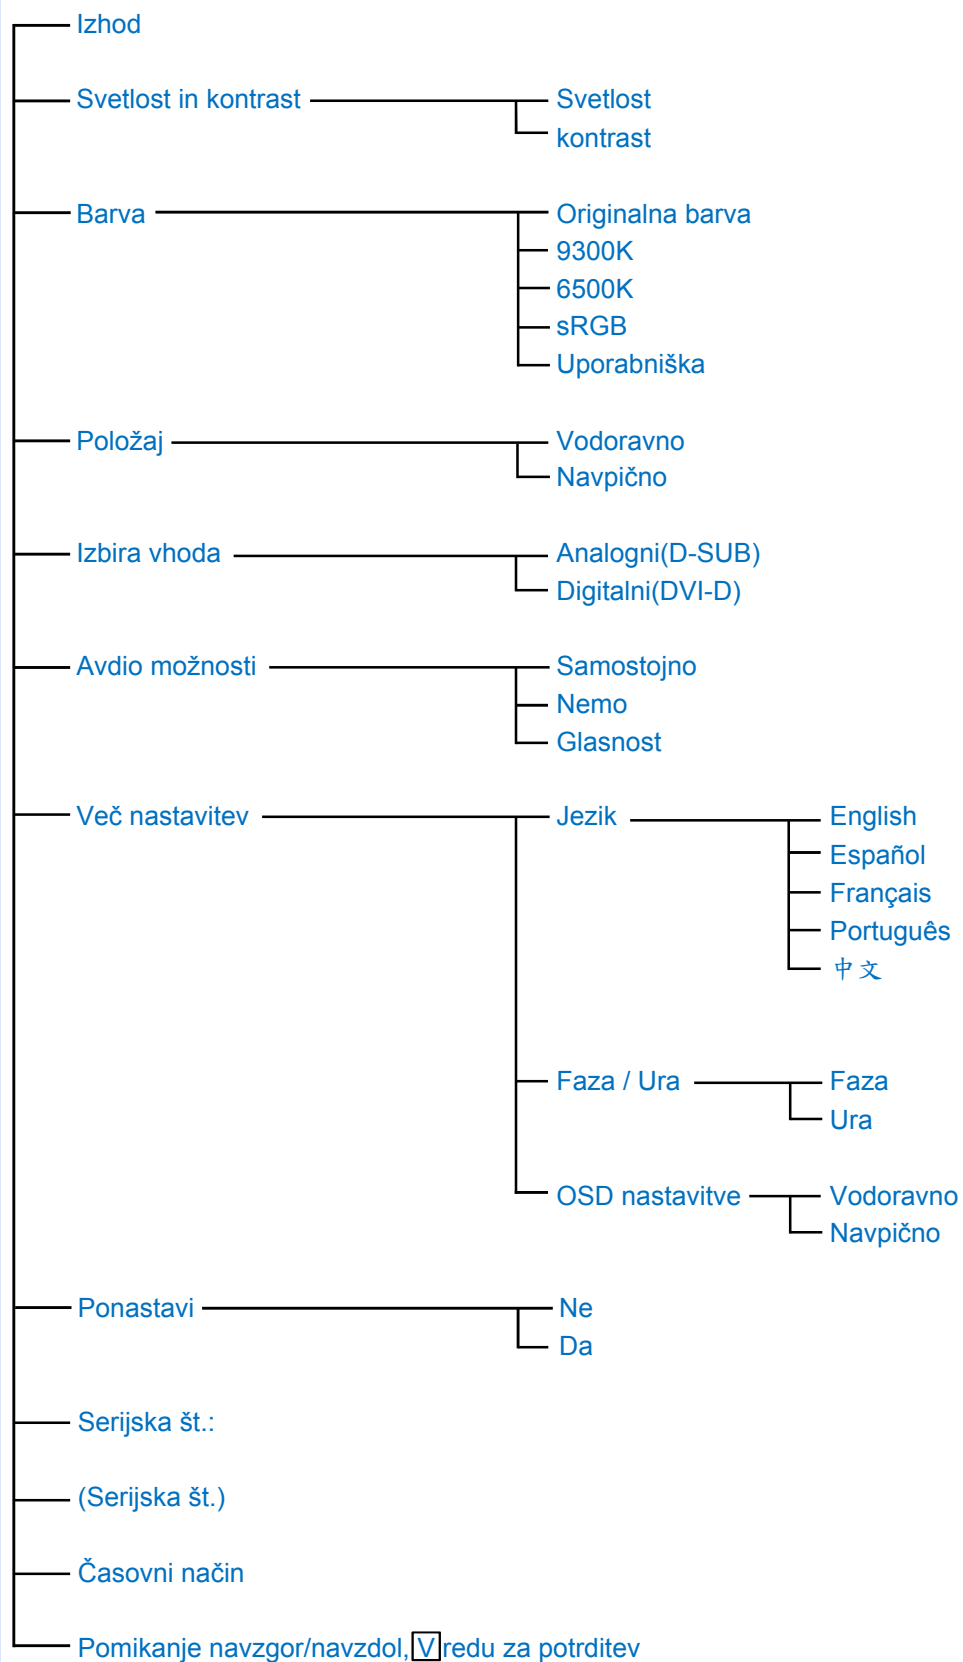 Izhod
Svetlost in kontrast
Svetlost
kontrast
Barva
Originalna barva
9300K
6500K
sRGB
Uporabniška
Položaj
Vodoravno
Navpično
Izbira vhoda
Analogni(D-SUB)
Digitalni(DVI-D)
Avdio možnosti
Samostojno
Nemo
Glasnost
Več nastavitev
Jezik
English
Español
Français
Português
中文
Faza / Ura
Faza
Ura
OSD nastavitve
Vodoravno
Navpično
Ponastavi
Ne
Da
Serijska št.:
(Serijska št.)
Časovni način
Pomikanje navzgor/navzdol, V redu za potrditev